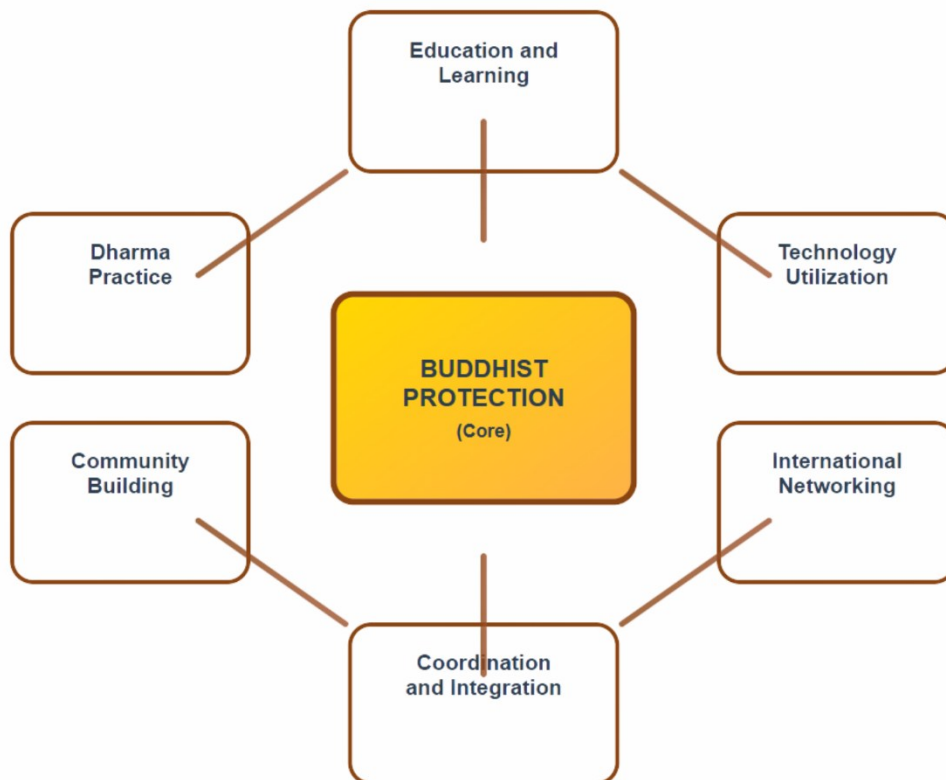 Education and
Learning
Dharma
Practice
Technology
Utilization
BUDDHIST
PROTECTION
(Core)
Community
Building
International
Networking
Coordination
and Integration